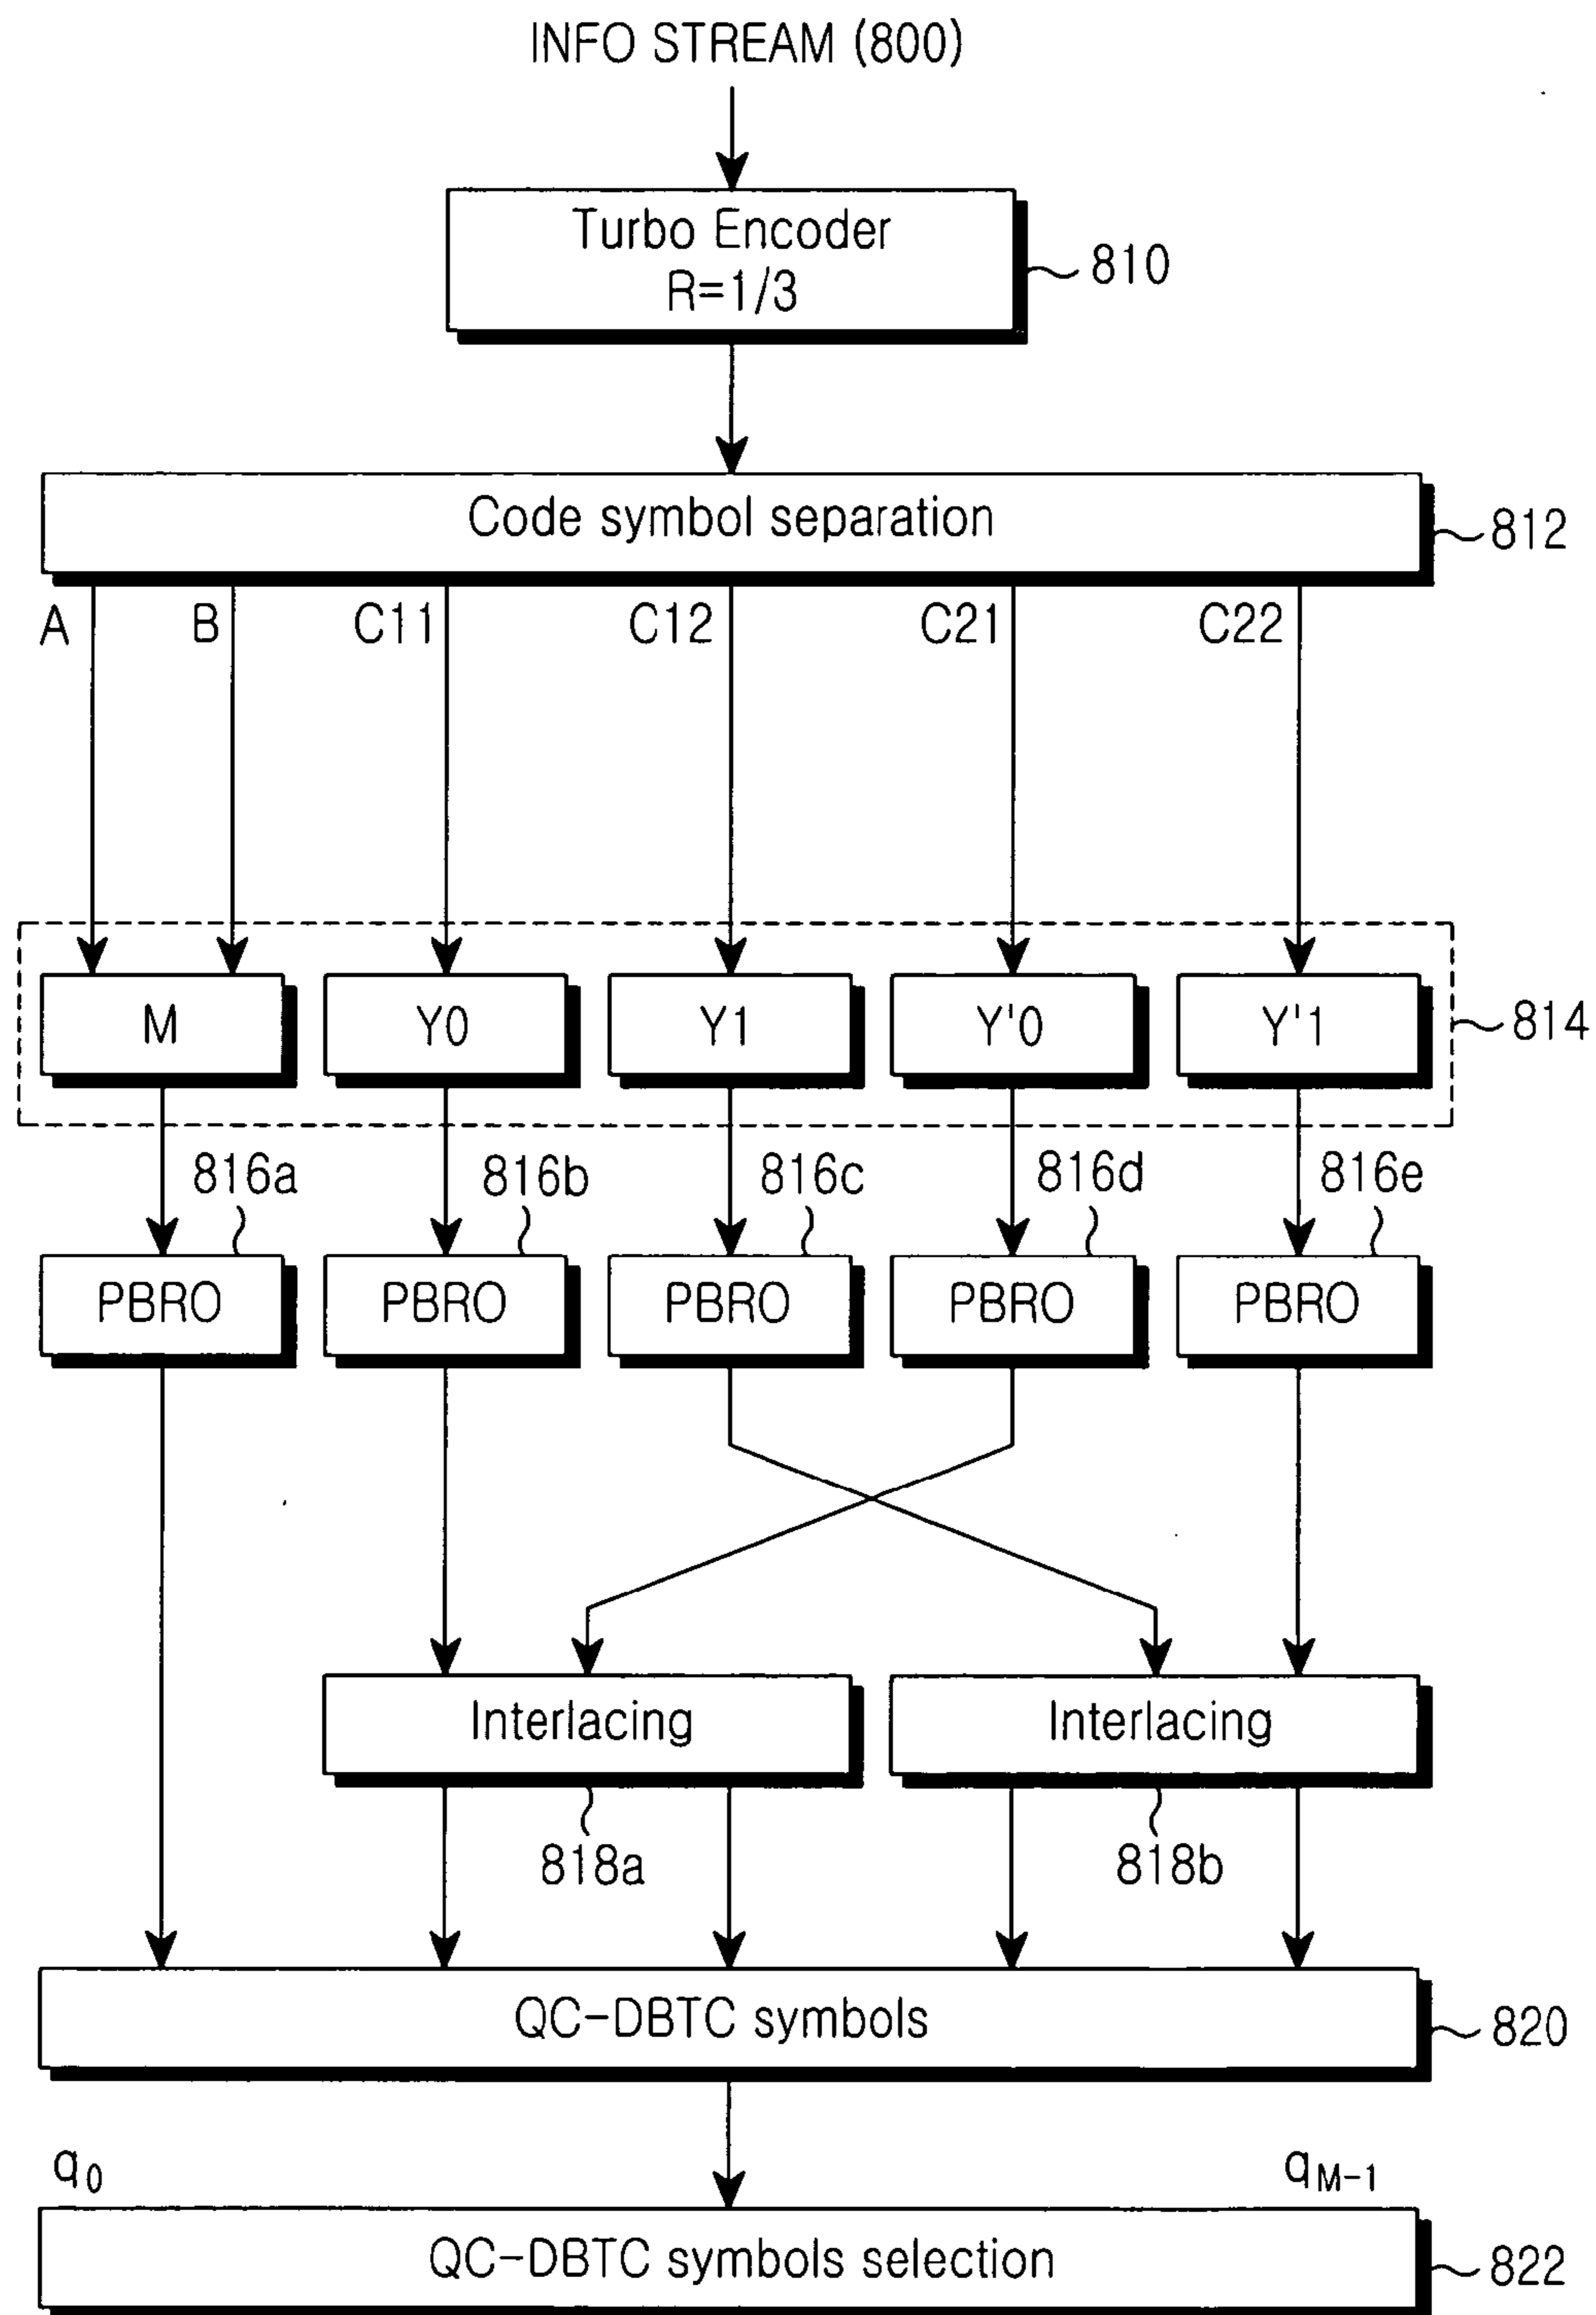 INFO STREAM (800)
Turbo Encoder
R=1/3
810
Code symbol separation
812
A B C11 C12 C21 C22
M Y0 Y1 Y'0 Y'1
814
816a 816b 816c 816d 816e
PBRO PBRO PBRO PBRO PBRO
Interlacing Interlacing
818a 818b
QC-DBTC symbols
820
q0 qM-1
QC-DBTC symbols selection
822